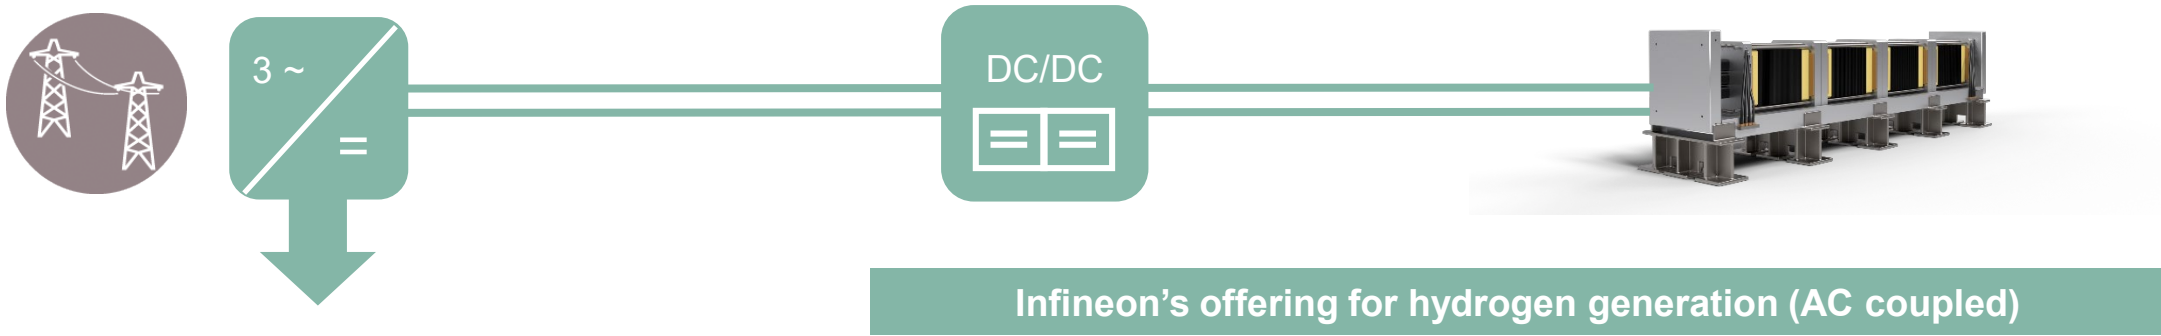 3 ~
=
DC/DC
= =
Infineon’s offering for hydrogen generation (AC coupled)